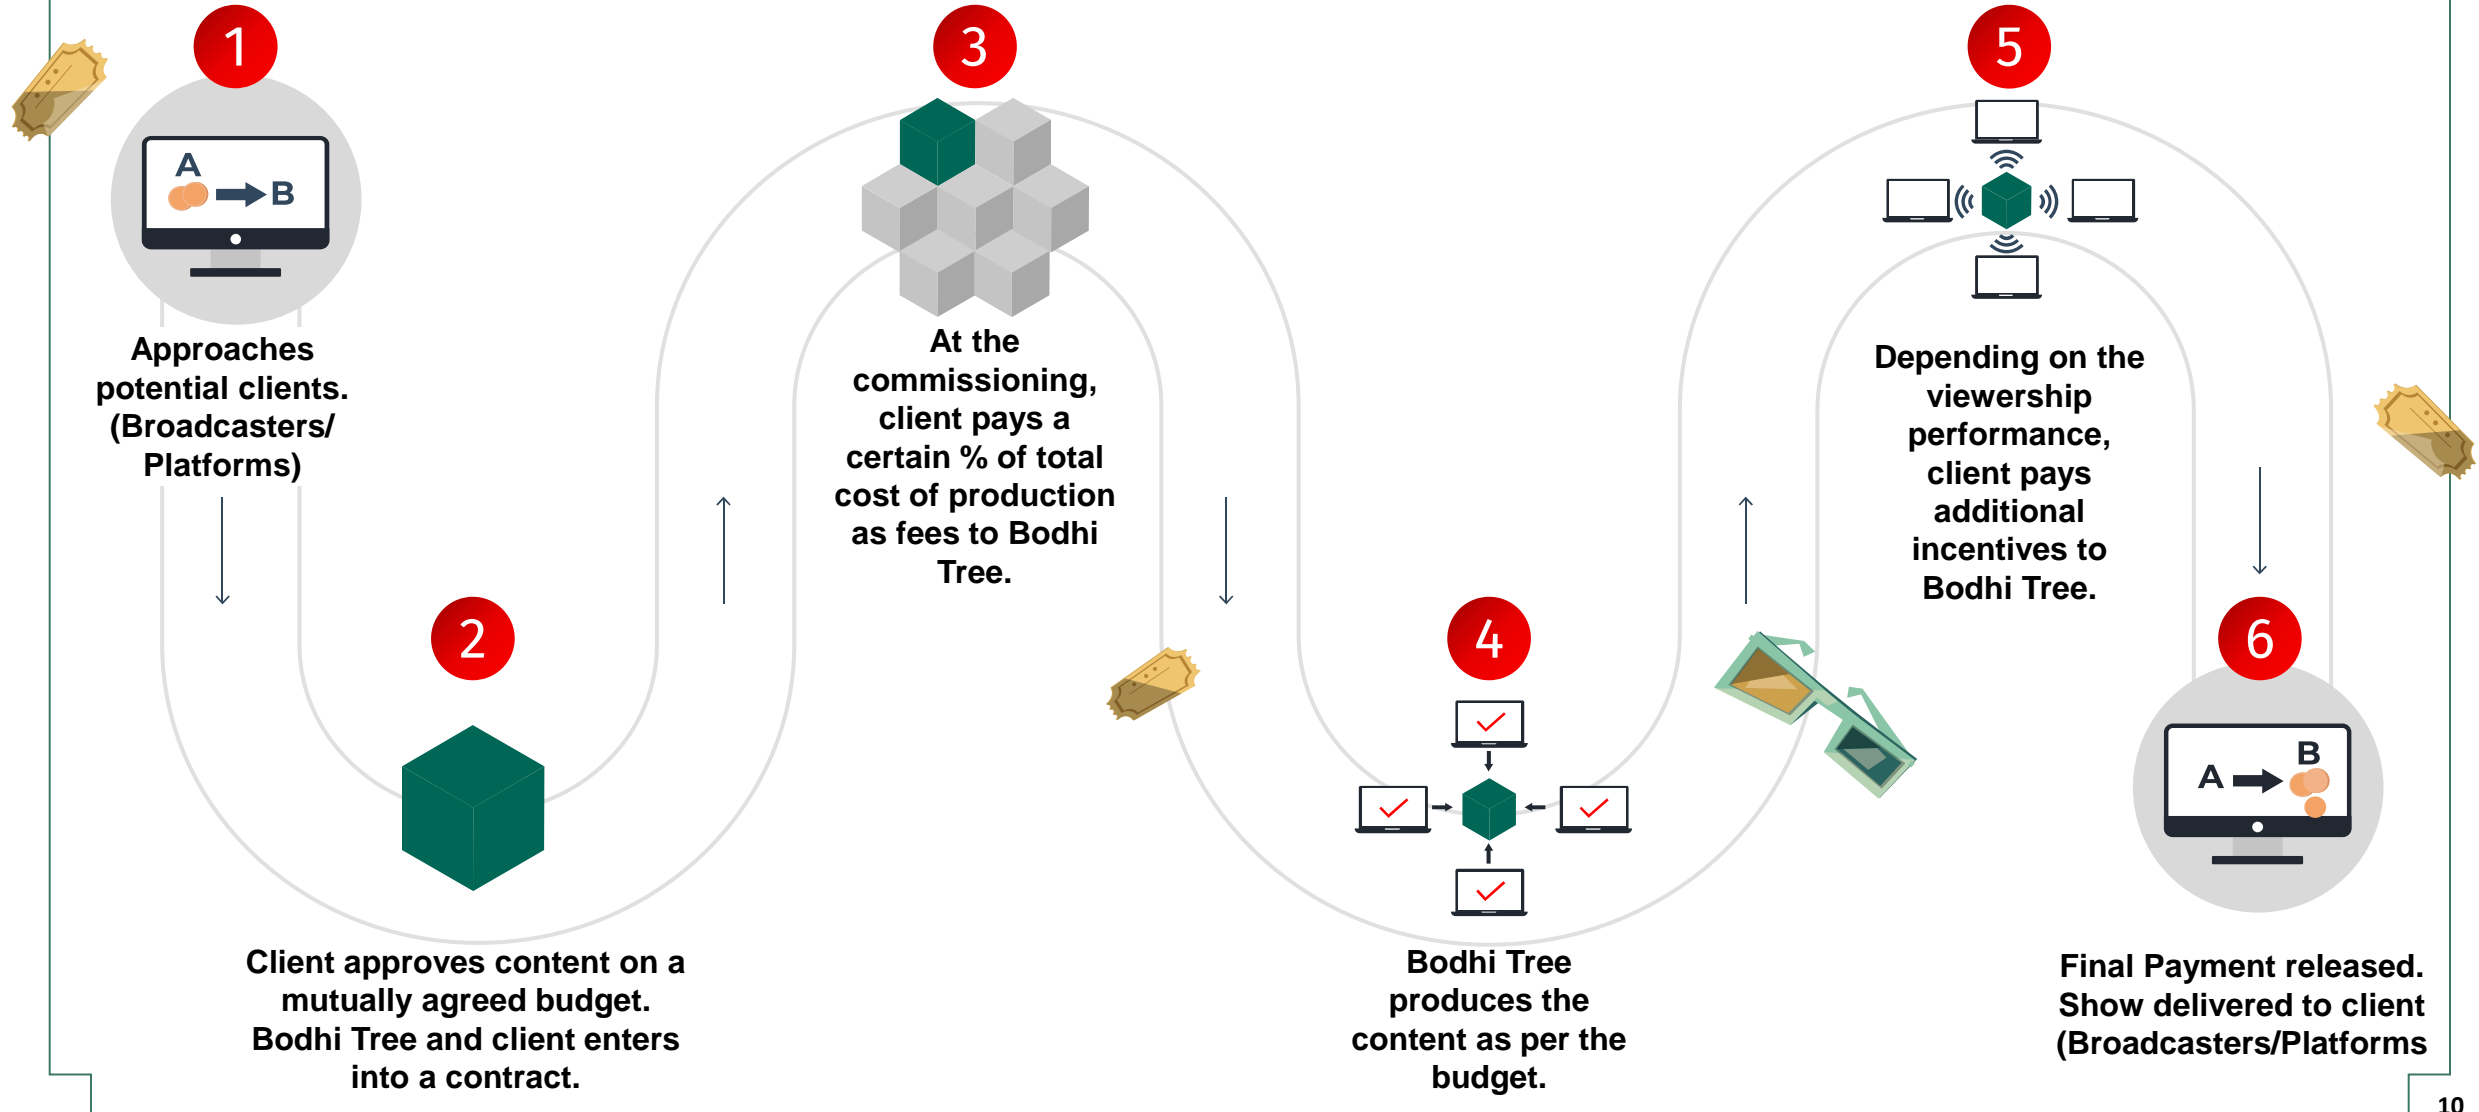 1
A
B
Approaches
potential clients.
(Broadcasters/
Platforms)
2
Client approves content on a
mutually agreed budget.
Bodhi Tree and client enters
into a contract.
3
At the
commissioning,
client pays a
certain % of total
cost of production
as fees to Bodhi
Tree.
4
Bodhi Tree
produces the
content as per the
budget.
5
Depending on the
viewership
performance,
client pays
additional
incentives to
Bodhi Tree.
6
B
A
Final Payment released.
Show delivered to client
(Broadcasters/Platforms
10